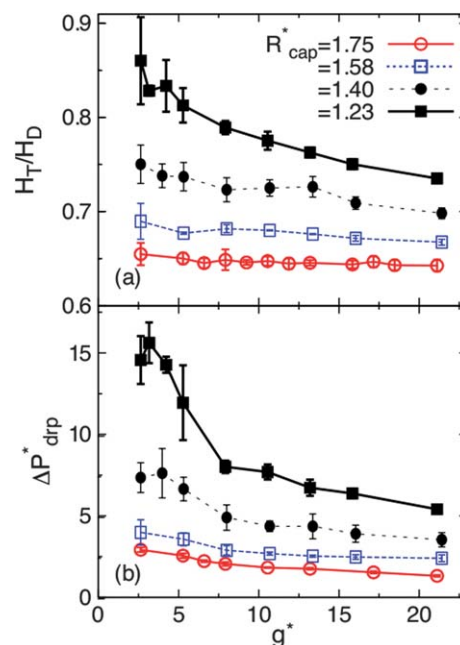 0.9
0.8
0.7
0.6
H_T/H_D
R*_cap=1.75
=1.58
=1.40
=1.23
(a)
15
10
5
0
ΔP*_drp
(b)
0 5 10 15 20
g*